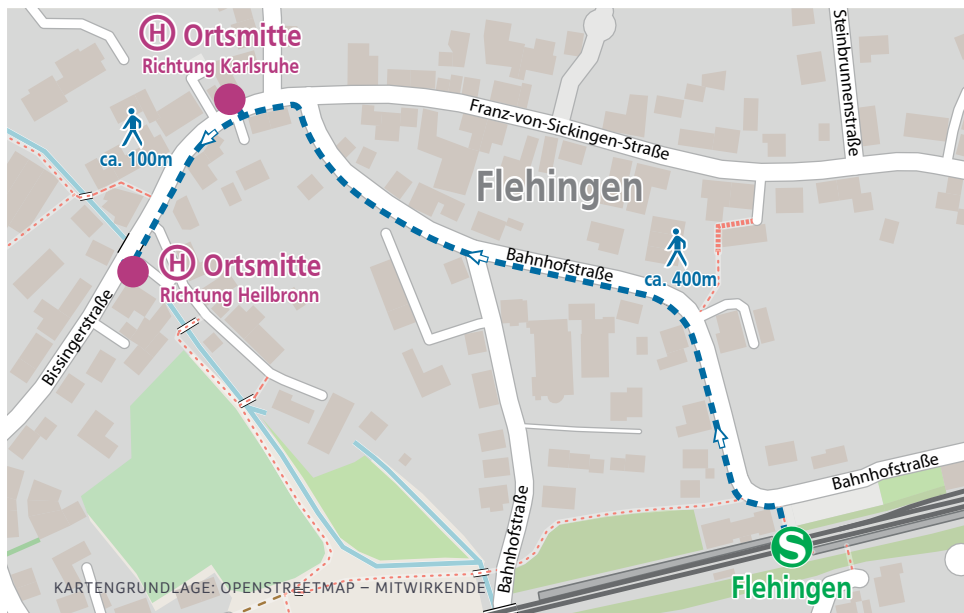 H Ortsmitte
Richtung Karlsruhe
Steinbrunnenstraße
Franz-von-Sickingen-Straße
ca. 100m
Flehingen
H Ortsmitte
Richtung Heilbronn
Bahnhofstraße
ca. 400m
Bissingerstraße
Bahnhofstraße
Bahnhofstraße
S
Flehingen
KARTENGRUNDLAGE: OPENSTREETMAP – MITWIRKENDE